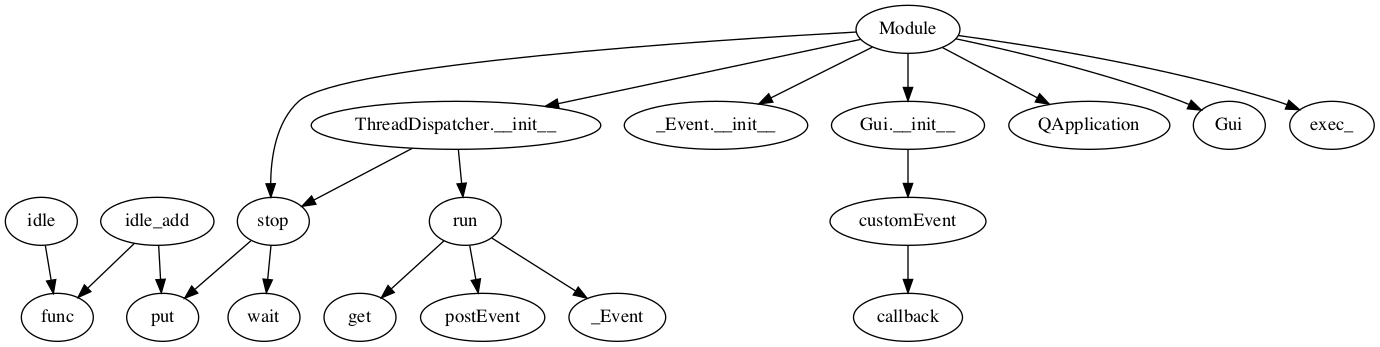 Module
ThreadDispatcher.__init__
_Event.__init__
Gui.__init__
QApplication
Gui
exec_
idle
idle_add
stop
run
customEvent
func
put
wait
get
postEvent
_Event
callback